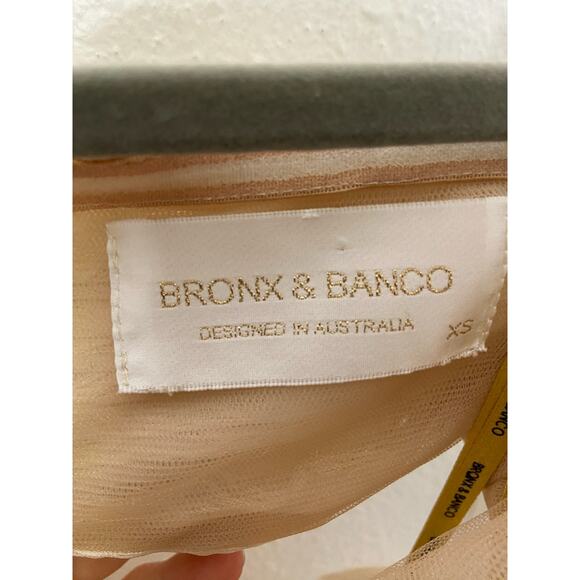 BRONX & BANCO
DESIGNED IN AUSTRALIA
XS
BRONX & BANCO